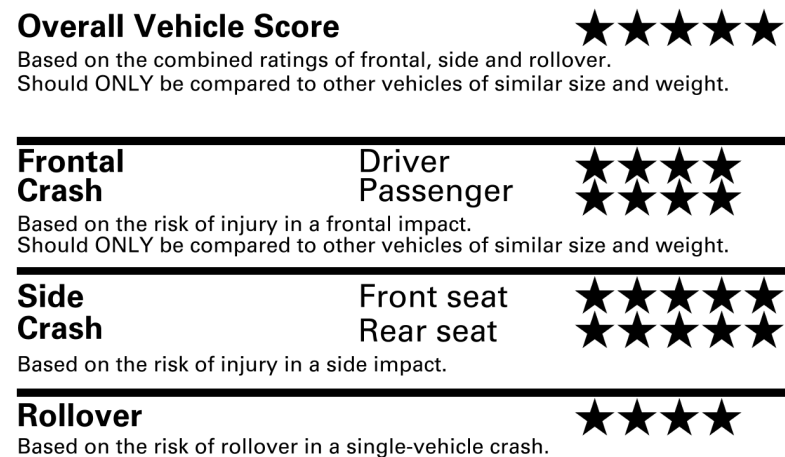 Overall Vehicle Score ★★★★★
Based on the combined ratings of frontal, side and rollover.
Should ONLY be compared to other vehicles of similar size and weight.
Frontal Driver ★★★★
Crash Passenger ★★★★
Based on the risk of injury in a frontal impact.
Should ONLY be compared to other vehicles of similar size and weight.
Side Front seat ★★★★★
Crash Rear seat ★★★★★
Based on the risk of injury in a side impact.
Rollover ★★★★
Based on the risk of rollover in a single-vehicle crash.